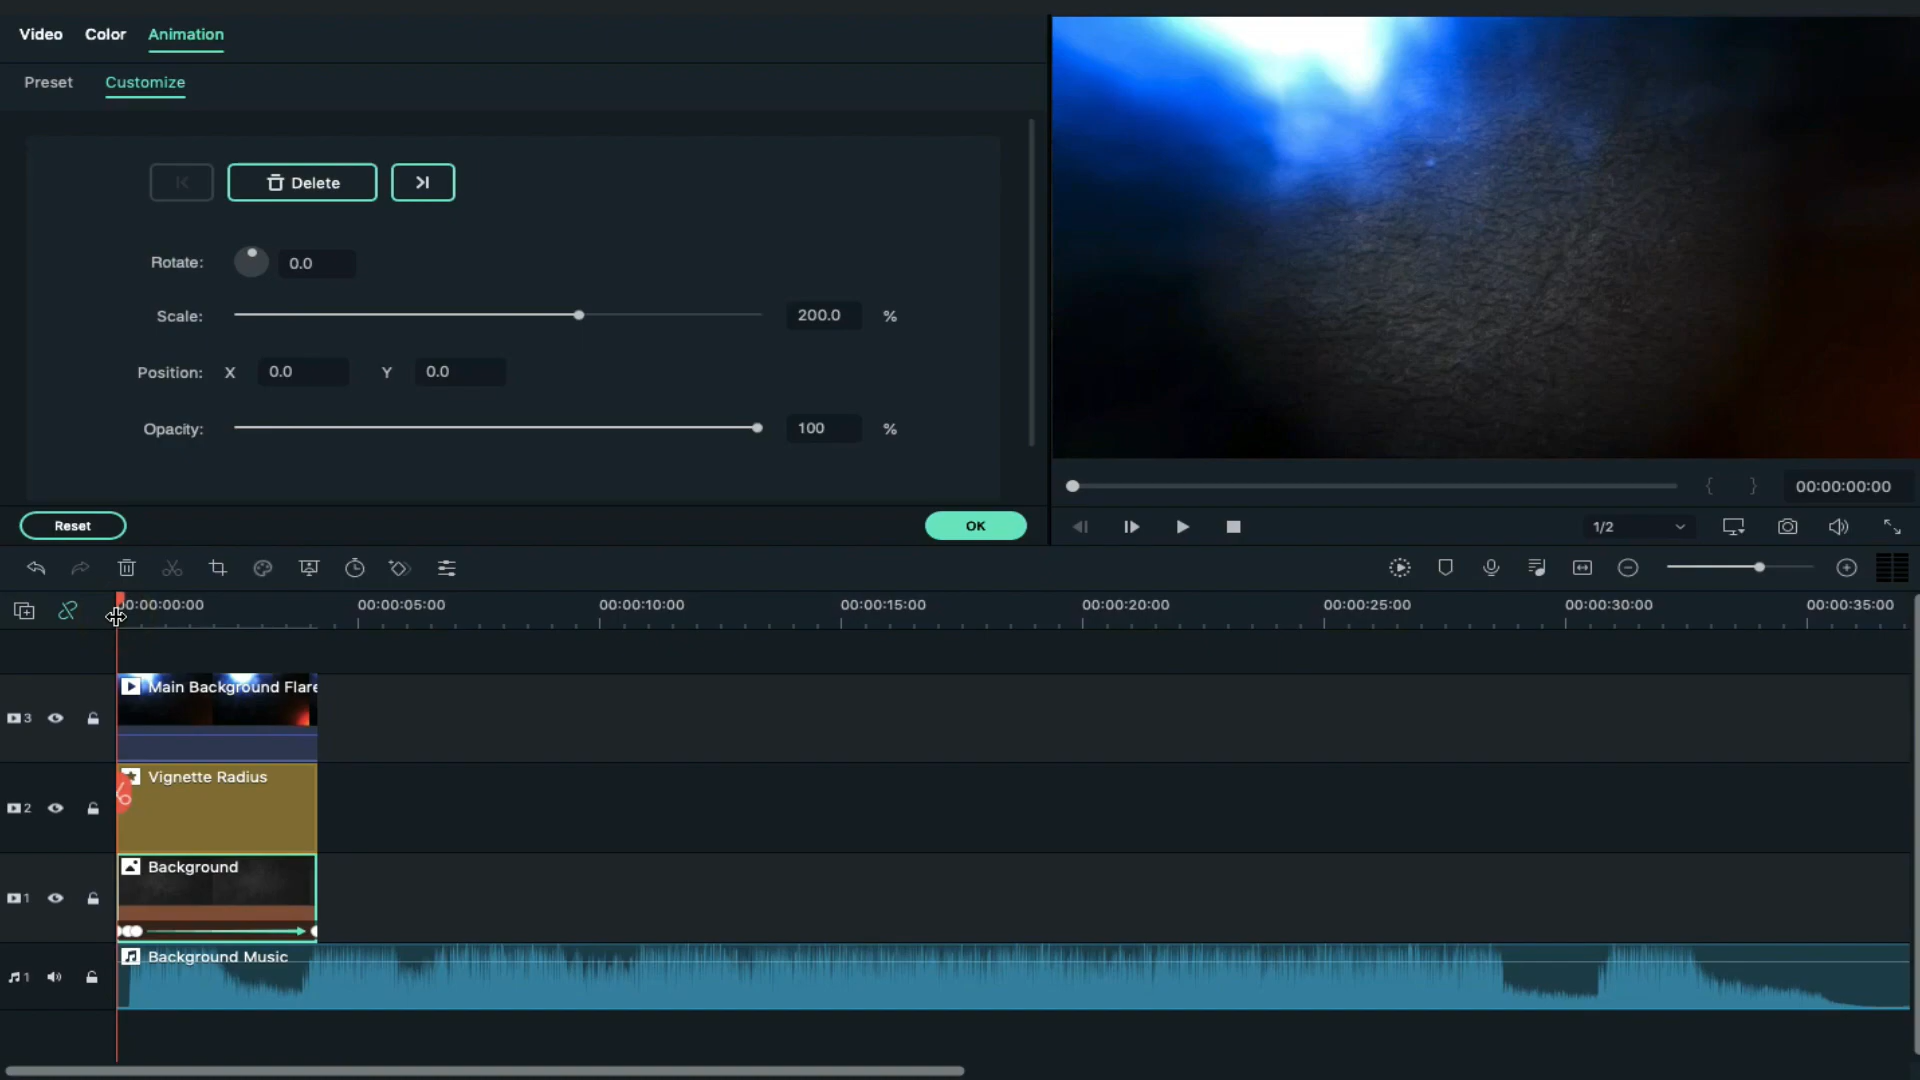 Video Color Animation
Preset Customize
Delete
Rotate: 0.0
Scale: 200.0 %
Position: X 0.0 Y 0.0
Opacity: 100 %
Reset OK
{ } 00:00:00:00
1/2
00:00:00:00 00:00:05:00 00:00:10:00 00:00:15:00 00:00:20:00 00:00:25:00 00:00:30:00 00:00:35:00
3 Main Background Flare
2 Vignette Radius
1 Background
1 Background Music